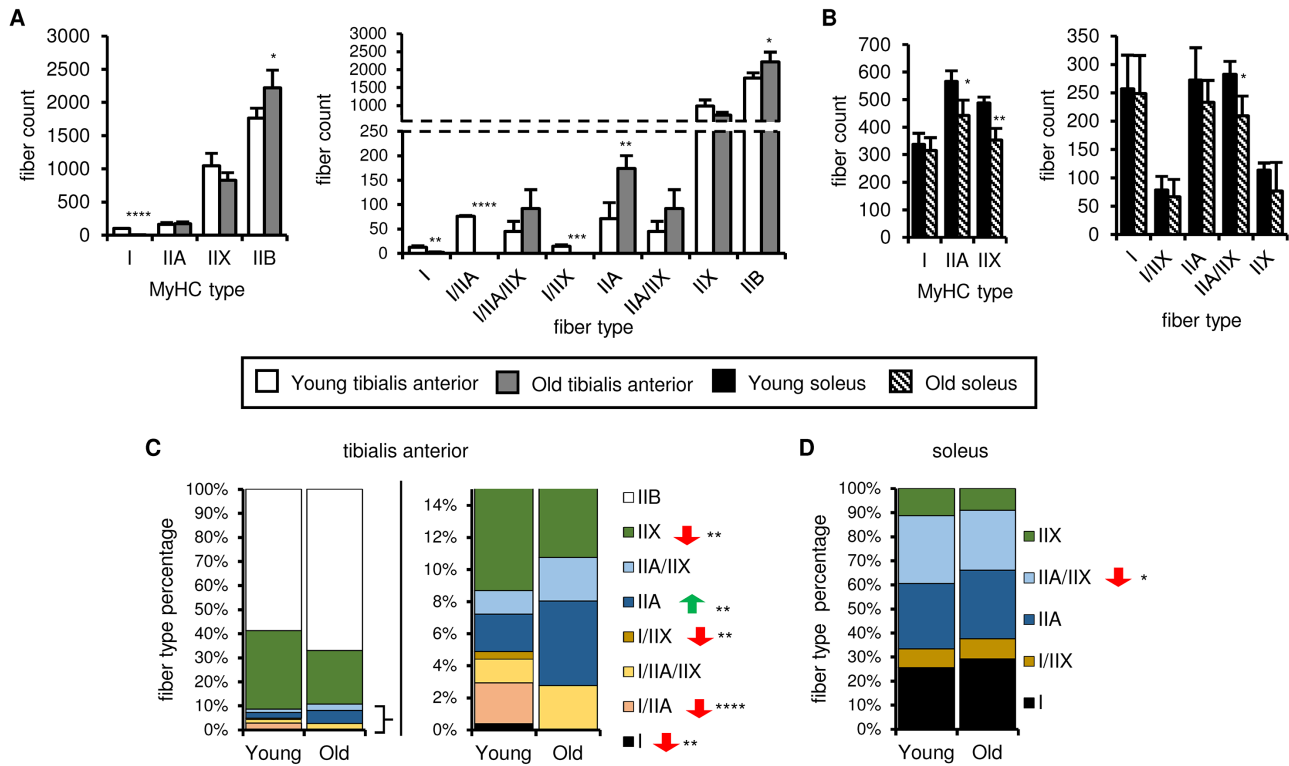 A
3000
2500
2000
1500
1000
500
0
fiber count
****
*
I IIA IIX IIB
MyHC type
3000
2500
2000
1500
1000
250
200
150
100
50
0
fiber count
**
****
***
**
*
I
I/IIA
I/IIA/IIX
I/IIX
IIA
IIA/IIX
IIX
IIB
fiber type
B
700
600
500
400
300
200
100
0
fiber count
*
**
I IIA IIX
MyHC type
350
300
250
200
150
100
50
0
fiber count
*
I
I/IIX
IIA
IIA/IIX
IIX
fiber type
Young tibialis anterior Old tibialis anterior Young soleus Old soleus
C
tibialis anterior
100%
90%
80%
70%
60%
50%
40%
30%
20%
10%
0%
fiber type percentage
Young Old
14%
12%
10%
8%
6%
4%
2%
0%
Young Old
IIB
IIX **
IIA/IIX
IIA **
I/IIX **
I/IIA/IIX
I/IIA ****
I **
D
soleus
100%
90%
80%
70%
60%
50%
40%
30%
20%
10%
0%
fiber type percentage
Young Old
IIX
IIA/IIX *
IIA
I/IIX
I